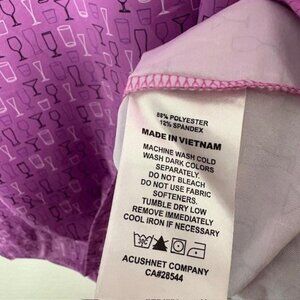 88% POLYESTER
12% SPANDEX
MADE IN VIETNAM
MACHINE WASH COLD
WASH DARK COLORS
SEPARATELY.
DO NOT BLEACH
DO NOT USE FABRIC
SOFTENERS.
TUMBLE DRY LOW
REMOVE IMMEDIATELY
COOL IRON IF NECESSARY
ACUSHNET COMPANY
CA#28544